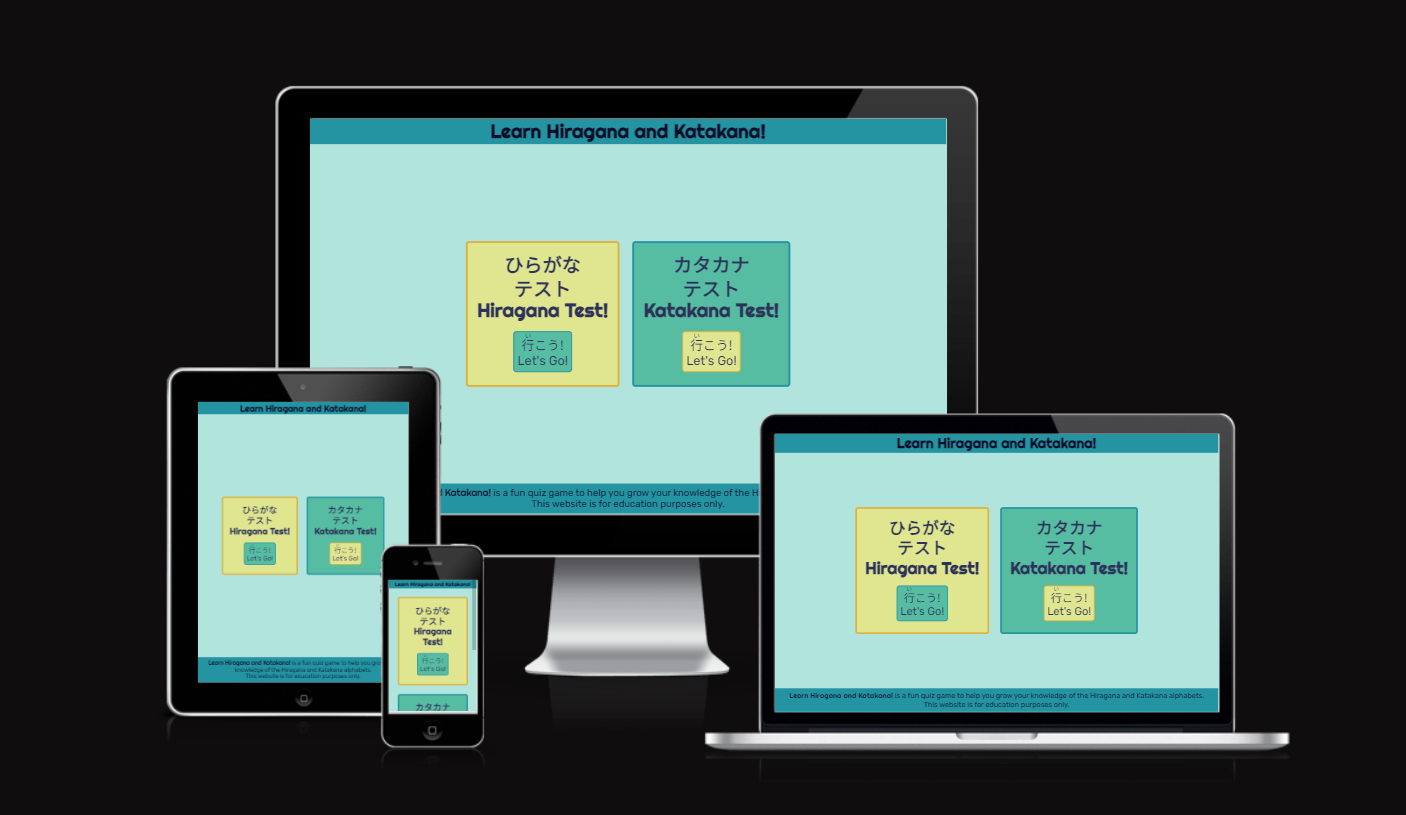 Learn Hiragana and Katakana!
ひらがな
テスト
Hiragana Test!
い
行こう!
Let's Go!
カタカナ
テスト
Katakana Test!
い
行こう!
Let's Go!
Katakana! is a fun quiz game to help you grow your knowledge of the
This website is for education purposes only.
Learn Hiragana and Katakana!
ひらがな
テスト
Hiragana Test!
行こう!
Let's Go!
カタカナ
テスト
Katakana Test!
行こう!
Let's Go!
Learn Hiragana and Katakana! is a fun quiz game to help you
knowledge of the Hiragana and Katakana alphabets.
This website is for education purposes only.
Learn Hiragana and Katakana!
ひらがな
テスト
Hiragana
Test!
行こう!
Let's Go!
カタカナ
Learn Hiragana and Katakana!
ひらがな
テスト
Hiragana Test!
い
行こう!
Let's Go!
カタカナ
テスト
Katakana Test!
い
行こう!
Let's Go!
Learn Hiragana and Katakana! is a fun quiz game to help you grow your knowledge of the Hiragana and Katakana alphabets.
This website is for education purposes only.